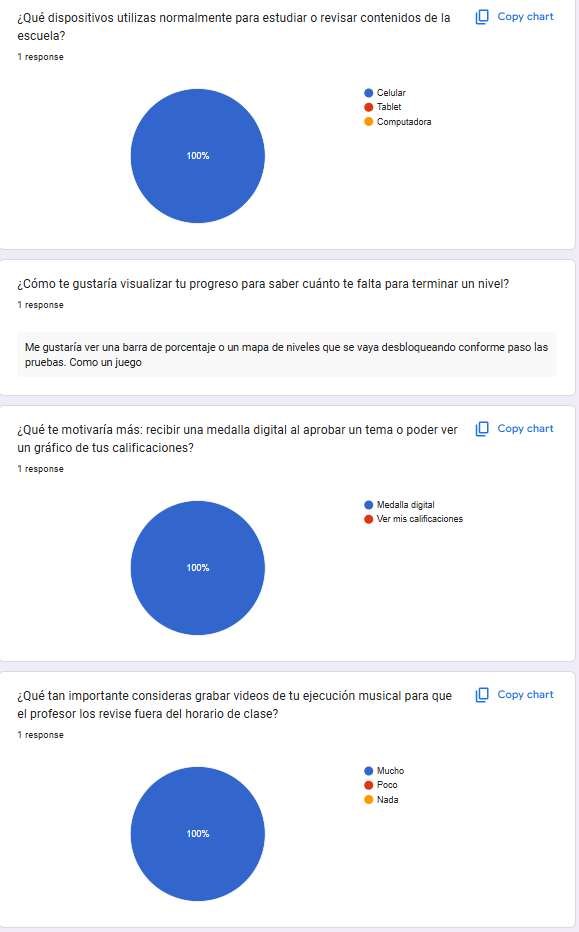 ¿Qué dispositivos utilizas normalmente para estudiar o revisar contenidos de la
escuela?
Copy chart
1 response
Celular
Tablet
Computadora
100%
¿Cómo te gustaría visualizar tu progreso para saber cuánto te falta para terminar un nivel?
1 response
Me gustaría ver una barra de porcentaje o un mapa de niveles que se vaya desbloqueando conforme paso las
pruebas. Como un juego
¿Qué te motivaría más: recibir una medalla digital al aprobar un tema o poder ver
un gráfico de tus calificaciones?
Copy chart
1 response
Medalla digital
Ver mis calificaciones
100%
¿Qué tan importante consideras grabar videos de tu ejecución musical para que
el profesor los revise fuera del horario de clase?
Copy chart
1 response
Mucho
Poco
Nada
100%